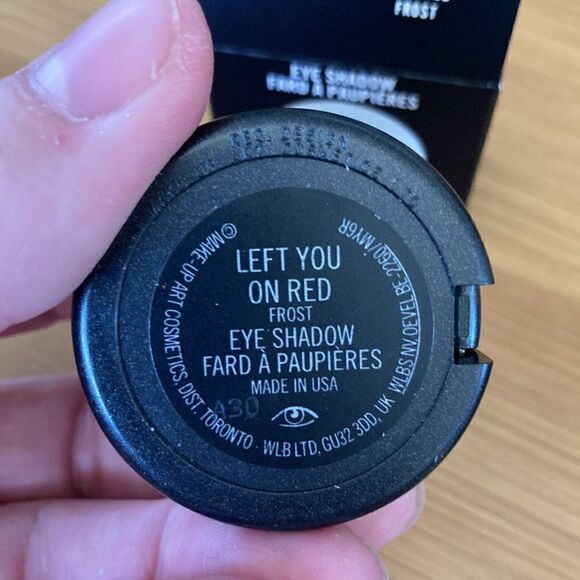 FROST
EYE SHADOW
FARD À PAUPIÈRES
LEFT YOU
ON RED
FROST
EYE SHADOW
FARD À PAUPIÈRES
MADE IN USA
A30
©MAKE-UP ART COSMETICS, DIST. TORONTO · WLB LTD, GU32 3DD, UK WLBS NV, OEVEL BE-2260/MY6R